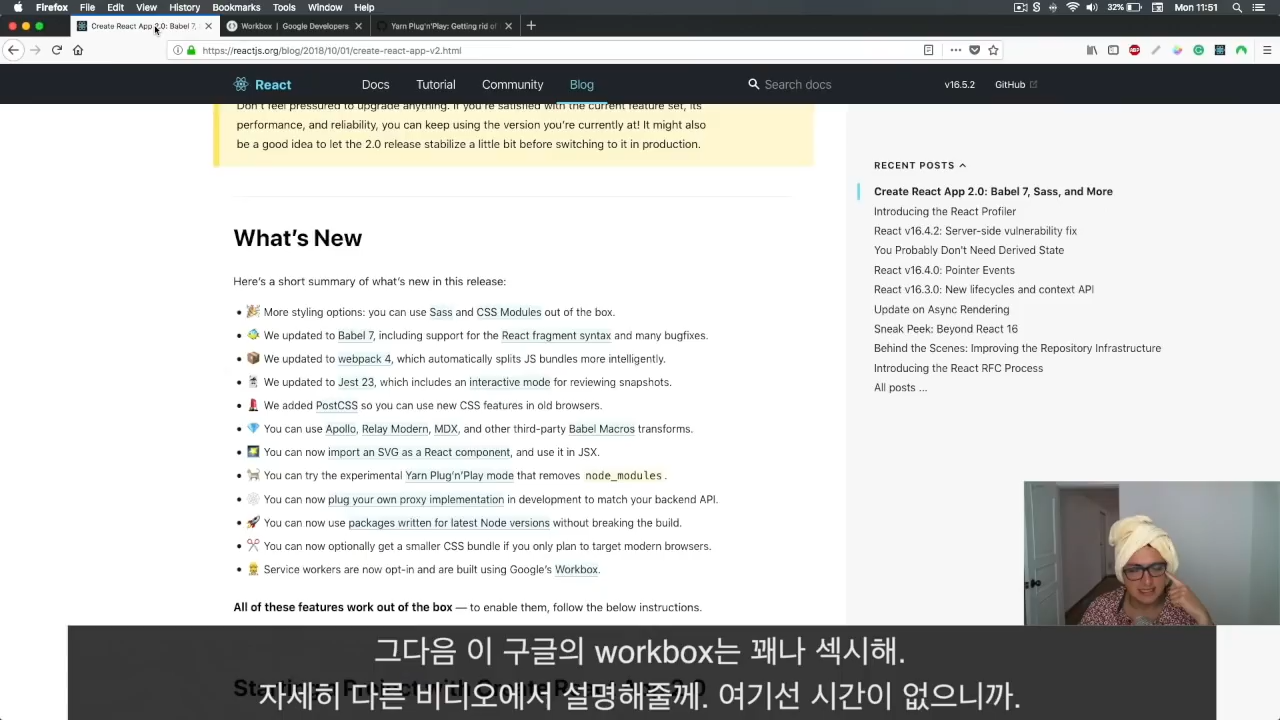 Firefox File Edit View History Bookmarks Tools Window Help 32% Mon 11:51
Create React App 2.0: Babel 7, Workbox | Google Developers Yarn Plug'n'Play: Getting rid of
https://reactjs.org/blog/2018/10/01/create-react-app-v2.html
React Docs Tutorial Community Blog Search docs v16.5.2 GitHub
Don't feel pressured to upgrade anything. If you're satisfied with the current feature set, its
performance, and reliability, you can keep using the version you're currently at! It might also
be a good idea to let the 2.0 release stabilize a little bit before switching to it in production.
What's New
Here's a short summary of what's new in this release:
• 🎉 More styling options: you can use Sass and CSS Modules out of the box.
• 🐠 We updated to Babel 7, including support for the React fragment syntax and many bugfixes.
• 📦 We updated to webpack 4, which automatically splits JS bundles more intelligently.
• 🃏 We updated to Jest 23, which includes an interactive mode for reviewing snapshots.
• 💄 We added PostCSS so you can use new CSS features in old browsers.
• 💎 You can use Apollo, Relay Modern, MDX, and other third-party Babel Macros transforms.
• 🌠 You can now import an SVG as a React component, and use it in JSX.
• 🐈 You can try the experimental Yarn Plug'n'Play mode that removes node_modules.
• 🕸 You can now plug your own proxy implementation in development to match your backend API.
• 🚀 You can now use packages written for latest Node versions without breaking the build.
• ✂️ You can now optionally get a smaller CSS bundle if you only plan to target modern browsers.
• 👷‍♀️ Service workers are now opt-in and are built using Google's Workbox.
All of these features work out of the box — to enable them, follow the below instructions.
RECENT POSTS
Create React App 2.0: Babel 7, Sass, and More
Introducing the React Profiler
React v16.4.2: Server-side vulnerability fix
You Probably Don't Need Derived State
React v16.4.0: Pointer Events
React v16.3.0: New lifecycles and context API
Update on Async Rendering
Sneak Peek: Beyond React 16
Behind the Scenes: Improving the Repository Infrastructure
Introducing the React RFC Process
All posts ...
그다음 이 구글의 workbox는 꽤나 섹시해.
자세히 다른 비디오에서 설명해줄께. 여기선 시간이 없으니까.